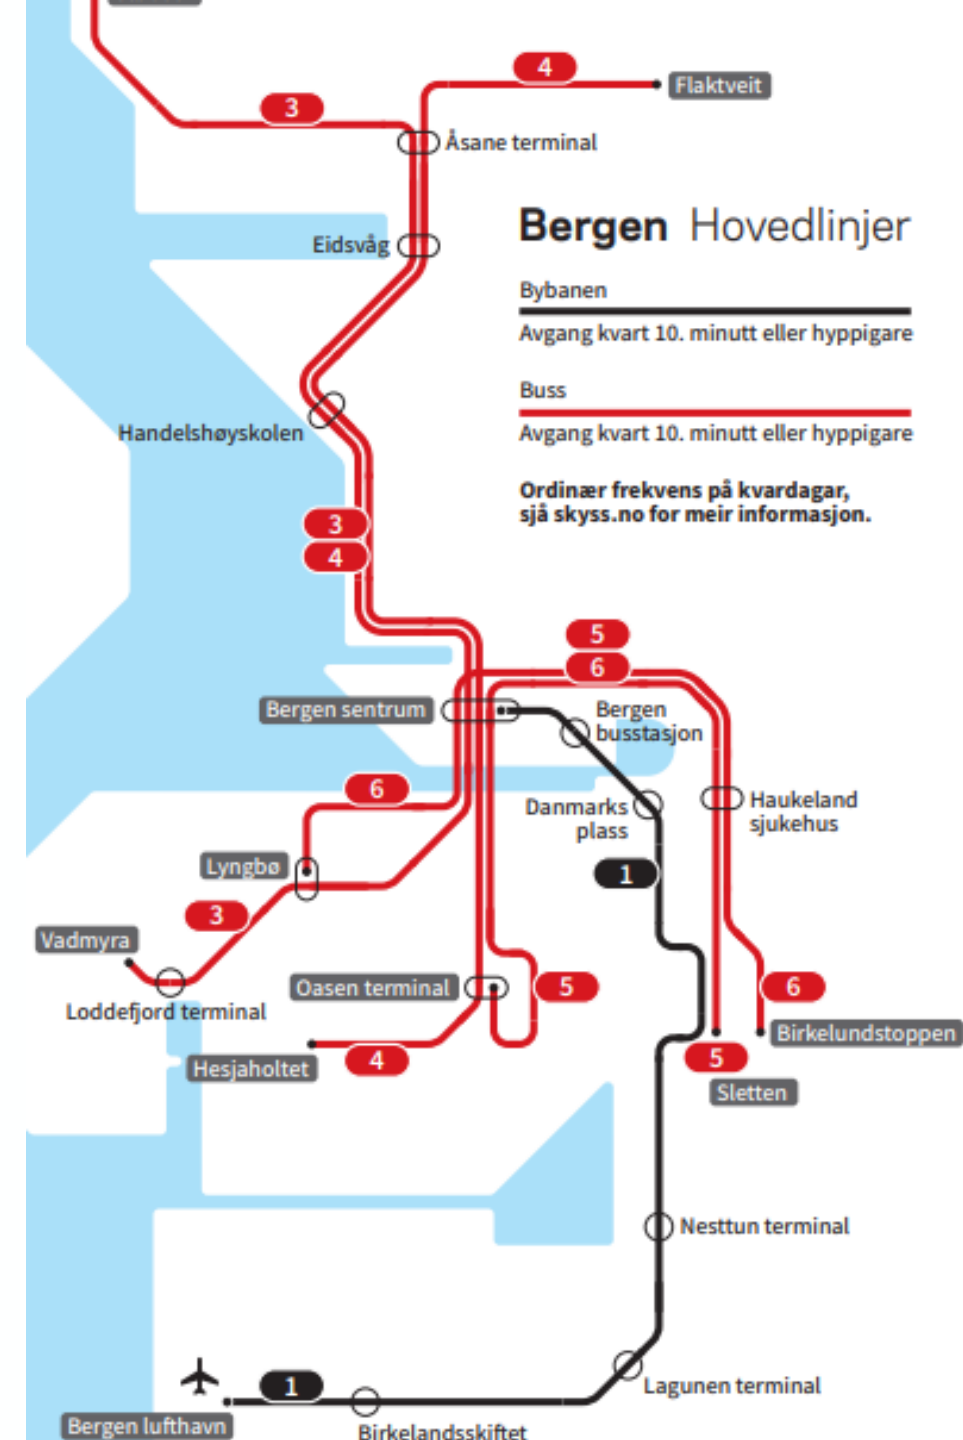 4
Flaktveit
3
Åsane terminal
Bergen Hovedlinjer
Eidsvåg
Bybanen
Avgang kvart 10. minutt eller hyppigare
Buss
Avgang kvart 10. minutt eller hyppigare
Handelshøyskolen
Ordinær frekvens på kvardagar,
sjå skyss.no for meir informasjon.
3
4
5
6
Bergen sentrum
Bergen
busstasjon
6
Danmarks
plass
Haukeland
sjukehus
Lyngbø
1
3
Vadmyra
Oasen terminal
5
6
Loddefjord terminal
Birkelundstoppen
Hesjaholtet
4
5
Sletten
Nesttun terminal
1
Lagunen terminal
Bergen lufthavn
Birkelandsskiftet